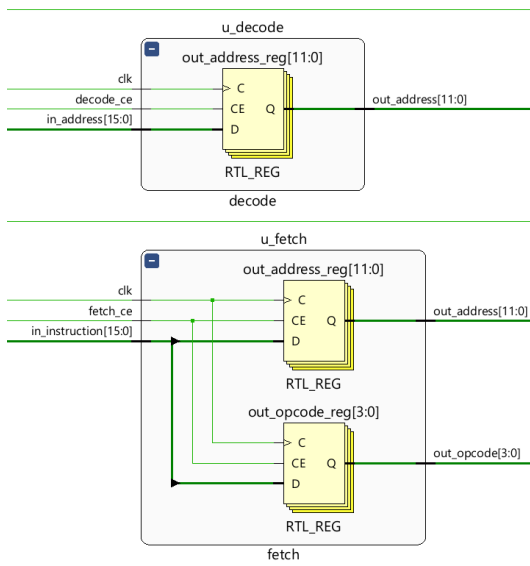 u_decode
out_address_reg[11:0]
clk
C
decode_ce
CE
Q
out_address[11:0]
in_address[15:0]
D
RTL_REG
decode
u_fetch
out_address_reg[11:0]
clk
C
fetch_ce
CE
Q
out_address[11:0]
in_instruction[15:0]
D
RTL_REG
out_opcode_reg[3:0]
C
CE
Q
out_opcode[3:0]
D
RTL_REG
fetch